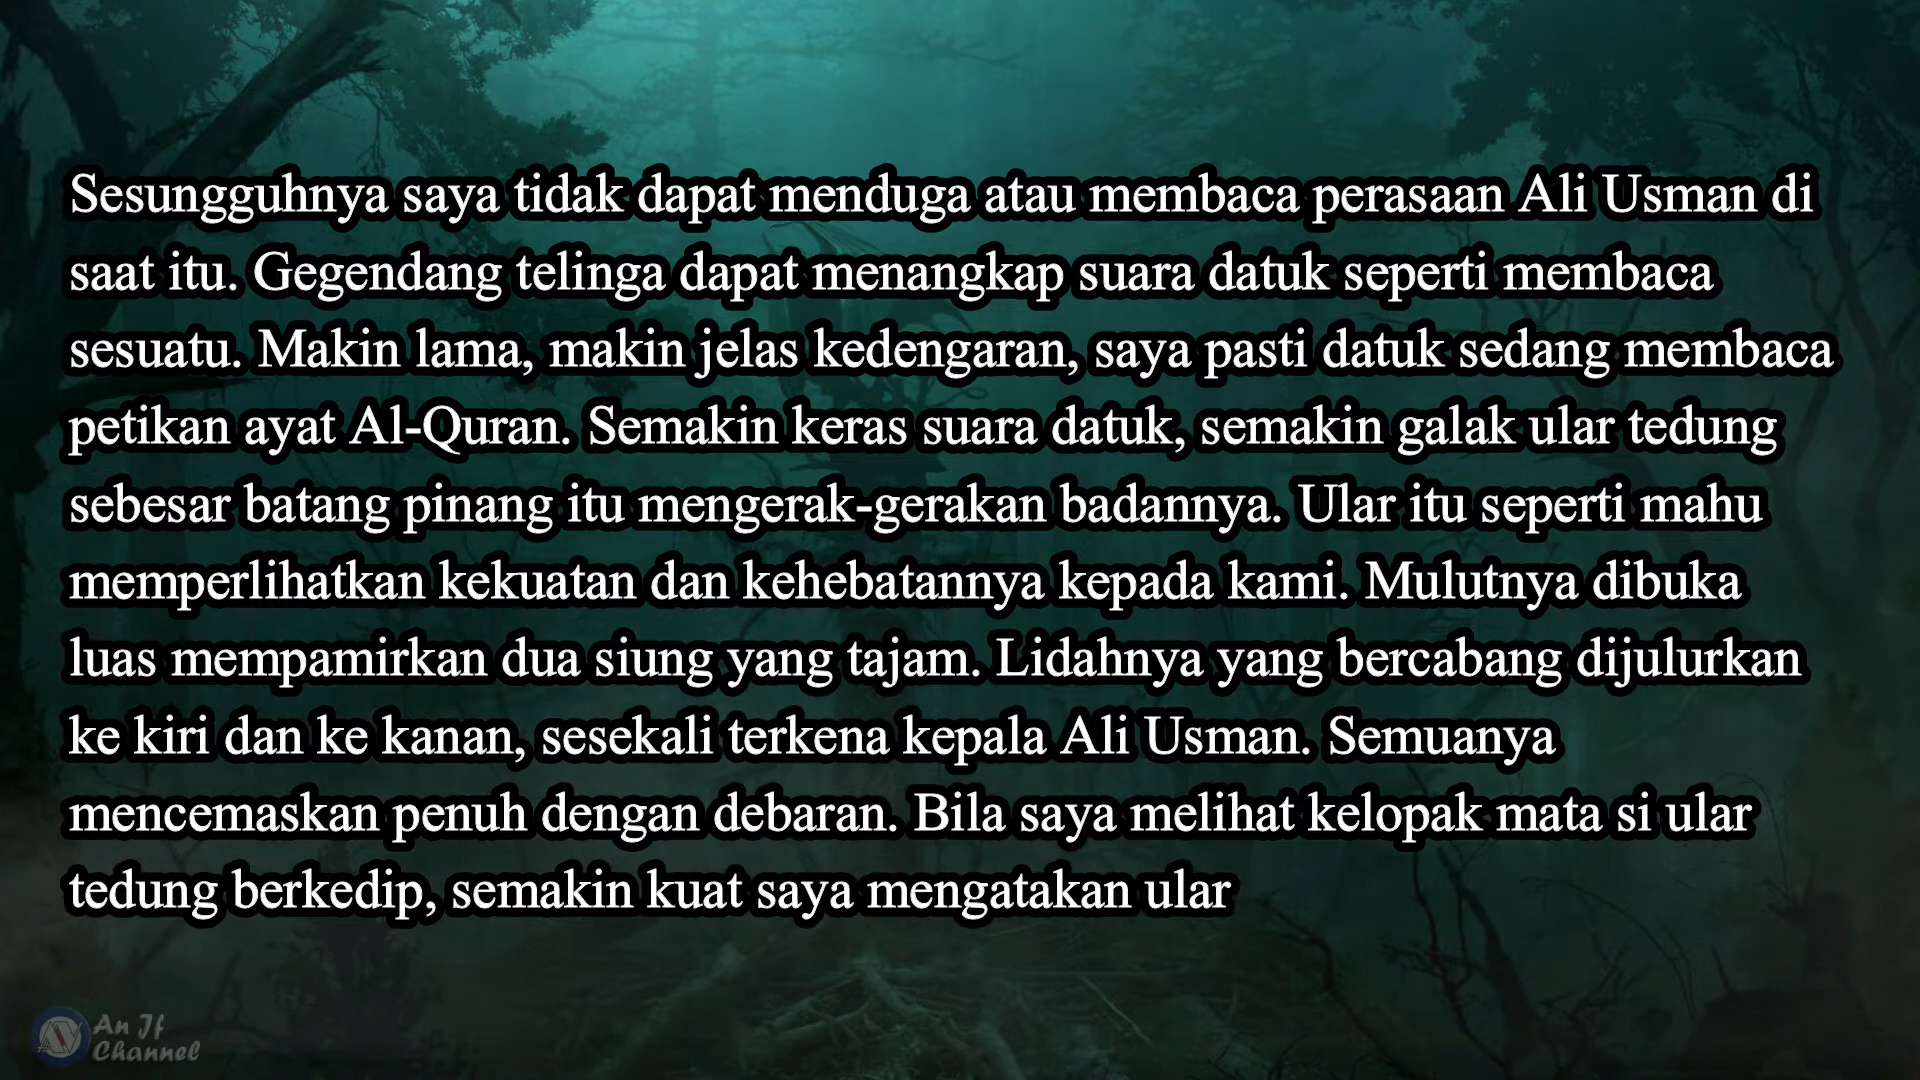 Sesungguhnya saya tidak dapat menduga atau membaca perasaan Ali Usman di
saat itu. Gegendang telinga dapat menangkap suara datuk seperti membaca
sesuatu. Makin lama, makin jelas kedengaran, saya pasti datuk sedang membaca
petikan ayat Al-Quran. Semakin keras suara datuk, semakin galak ular tedung
sebesar batang pinang itu mengerak-gerakan badannya. Ular itu seperti mahu
memperlihatkan kekuatan dan kehebatannya kepada kami. Mulutnya dibuka
luas mempamirkan dua siung yang tajam. Lidahnya yang bercabang dijulurkan
ke kiri dan ke kanan, sesekali terkena kepala Ali Usman. Semuanya
mencemaskan penuh dengan debaran. Bila saya melihat kelopak mata si ular
tedung berkedip, semakin kuat saya mengatakan ular
An If
Channel